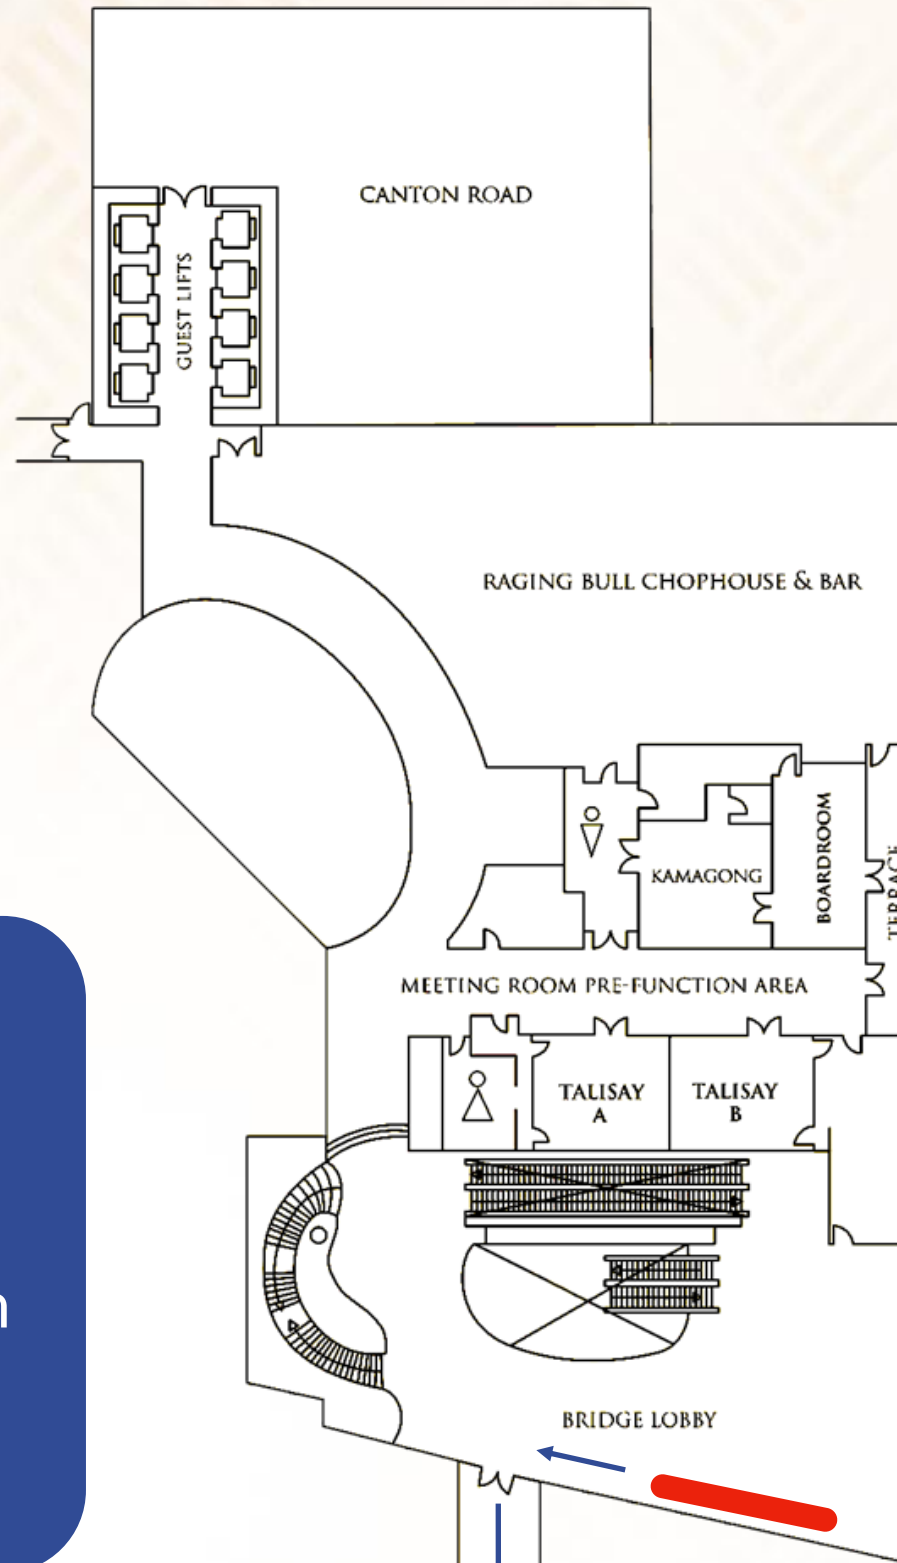 CANTON ROAD
GUEST LIFTS
RAGING BULL CHOPHOUSE & BAR
KAMAGONG
BOARDROOM
TERRACE
MEETING ROOM PRE-FUNCTION AREA
TALISAY
A
TALISAY
B
n
BRIDGE LOBBY